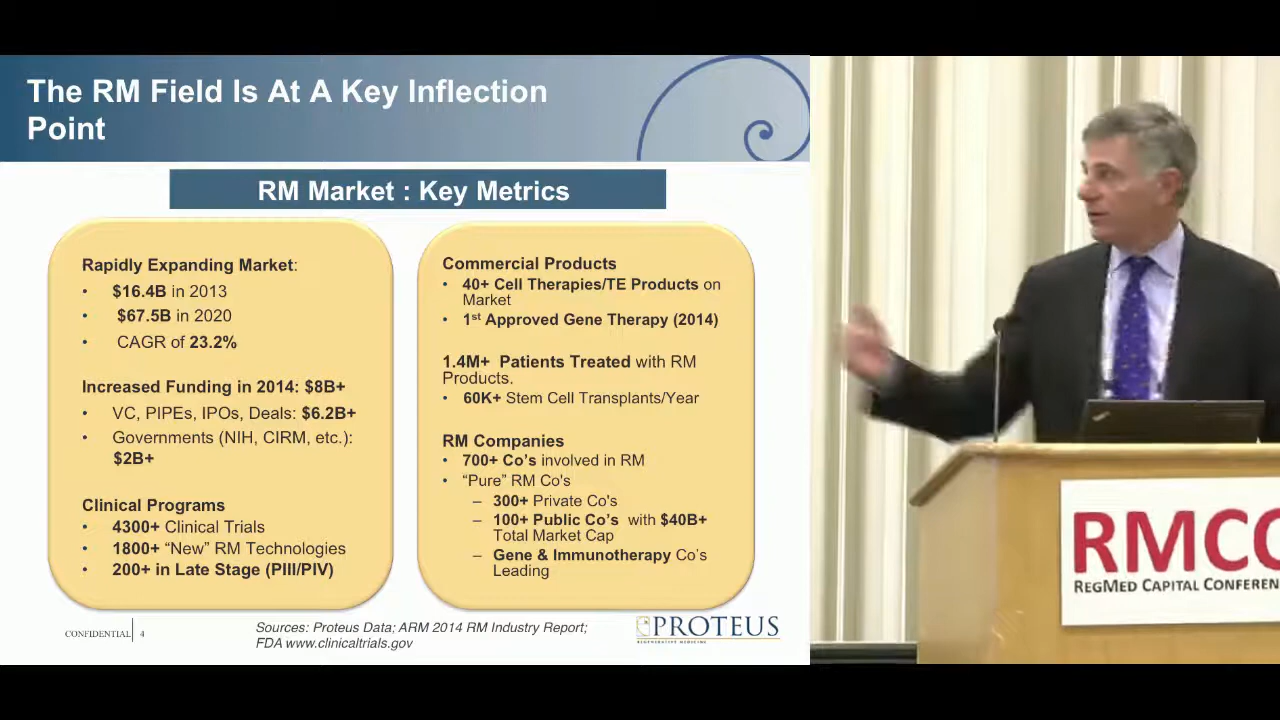 The RM Field Is At A Key Inflection
Point
RM Market : Key Metrics
Rapidly Expanding Market:
• $16.4B in 2013
• $67.5B in 2020
• CAGR of 23.2%
Increased Funding in 2014: $8B+
• VC, PIPEs, IPOs, Deals: $6.2B+
• Governments (NIH, CIRM, etc.):
$2B+
Clinical Programs
• 4300+ Clinical Trials
• 1800+ “New” RM Technologies
• 200+ in Late Stage (PIII/PIV)
Commercial Products
• 40+ Cell Therapies/TE Products on
Market
• 1st Approved Gene Therapy (2014)
1.4M+ Patients Treated with RM
Products.
• 60K+ Stem Cell Transplants/Year
RM Companies
• 700+ Co’s involved in RM
• “Pure” RM Co's
– 300+ Private Co's
– 100+ Public Co’s with $40B+
Total Market Cap
– Gene & Immunotherapy Co’s
Leading
CONFIDENTIAL 4
Sources: Proteus Data; ARM 2014 RM Industry Report;
FDA www.clinicaltrials.gov
PROTEUS
REGENERATIVE MEDICINE
RMCC
REGMED CAPITAL CONFEREN